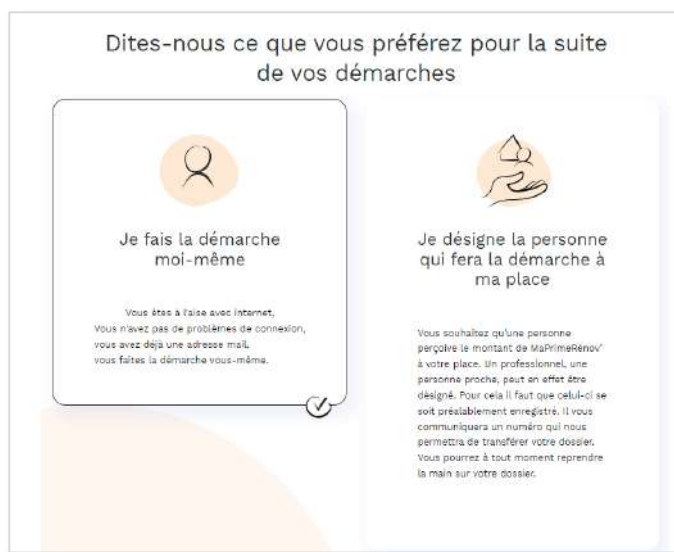 Dites-nous ce que vous préférez pour la suite
de vos démarches
Je fais la démarche
moi-même
Vous êtes à l'aise avec internet,
Vous n'avez pas de problèmes de connexion,
vous avez déjà une adresse mail,
vous faites la démarche vous-même.
Je désigne la personne
qui fera la démarche à
ma place
Vous souhaitez qu'une personne
perçoive le montant de MaPrimeRénov'
à votre place. Un professionnel, une
personne proche, peut en effet être
désigné. Pour cela il faut que celui-ci se
soit préalablement enregistré. Il vous
communiquera un numéro qui nous
permettra de transférer votre dossier.
Vous pourrez à tout moment reprendre
la main sur votre dossier.